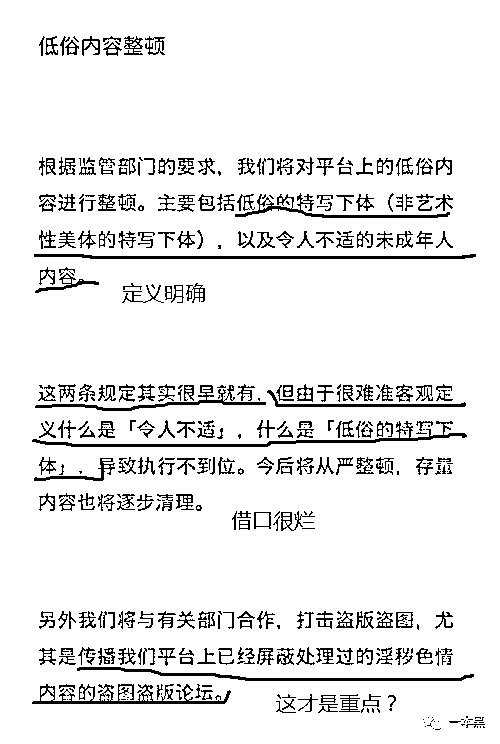 低俗内容整顿
根据监管部门的要求，我们将对平台上的低俗内
容进行整顿。主要包括低俗的特写下体（非艺术
性美体的特写下体），以及令人不适的未成年人
内容。
定义明确
这两条规定其实很早就有，但由于很难准客观定
义什么是「令人不适」，什么是「低俗的特写下
体」，导致执行不到位。今后将从严整顿，存量
内容也将逐步清理。
借口很烂
另外我们将与有关部门合作，打击盗版盗图，尤
其是传播我们平台上已经屏蔽处理过的淫秽色情
内容的盗图盗版论坛。
这才是重点？
一本黑